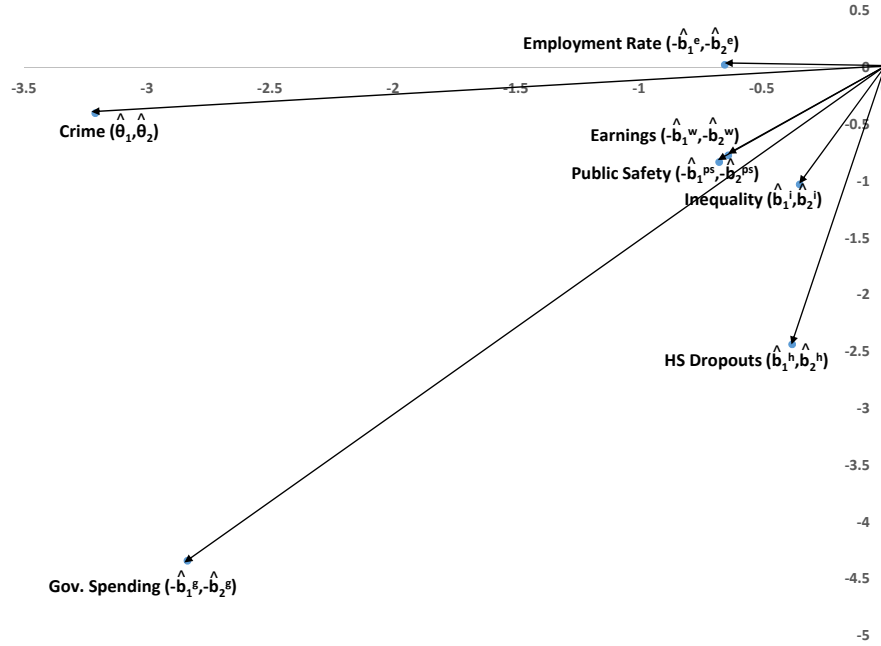 0.5
Employment Rate (-b̂₁ᵉ,-b̂₂ᵉ)
0
-3.5 -3 -2.5 -2 -1.5 -1 -0.5
Crime (θ̂₁,θ̂₂)
-0.5
Earnings (-b̂₁ʷ,-b̂₂ʷ)
Public Safety (-b̂₁ᵖˢ,-b̂₂ᵖˢ)
-1
Inequality (b̂₁ⁱ,b̂₂ⁱ)
-1.5
-2
-2.5
HS Dropouts (b̂₁ʰ,b̂₂ʰ)
-3
-3.5
-4
-4.5
Gov. Spending (-b̂₁ᵍ,-b̂₂ᵍ)
-5